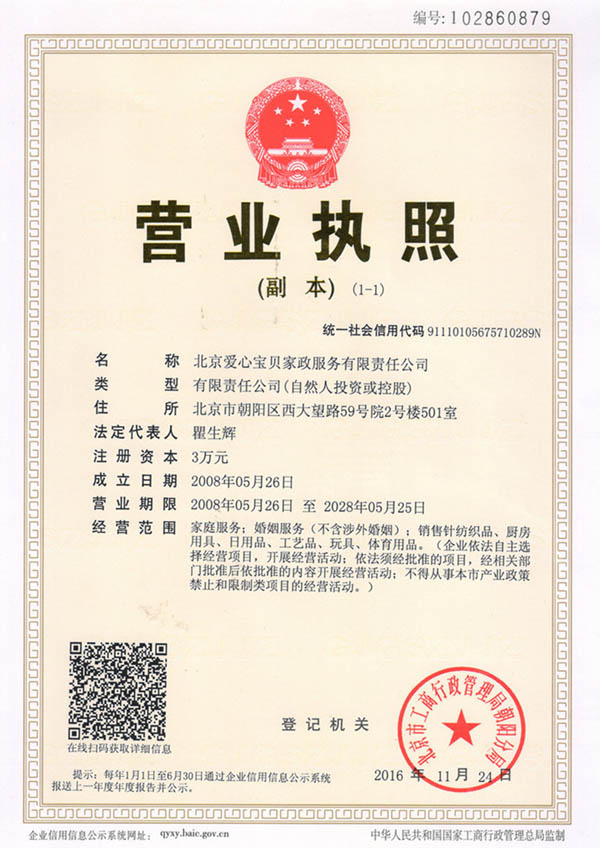 编号:102860879
营业执照
(副 本) (1-1)
统一社会信用代码 91110105675710289N
名 称 北京爱心宝贝家政服务有限责任公司
类 型 有限责任公司(自然人投资或控股)
住 所 北京市朝阳区西大望路59号院2号楼501室
法定代表人 瞿生辉
注册资本 3万元
成立日期 2008年05月26日
营业期限 2008年05月26日 至 2028年05月25日
经营范围 家庭服务；婚姻服务（不含涉外婚姻）；销售针纺织品、厨房
用具、日用品、工艺品、玩具、体育用品。（企业依法自主选
择经营项目，开展经营活动；依法须经批准的项目，经相关部
门批准后依批准的内容开展经营活动；不得从事本市产业政策
禁止和限制类项目的经营活动。）
在线扫码获取详细信息
登记机关
北京市工商行政管理局朝阳分局
2016 年 11月 24日
提示：每年1月1日至6月30日通过企业信用信息公示系统
报送上一年度年度报告并公示。
企业信用信息公示系统网址： qyxy.baic.gov.cn
中华人民共和国国家工商行政管理总局监制